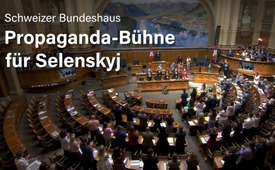 Schweizer Bundeshaus
Propaganda-Bühne
für Selenskyj